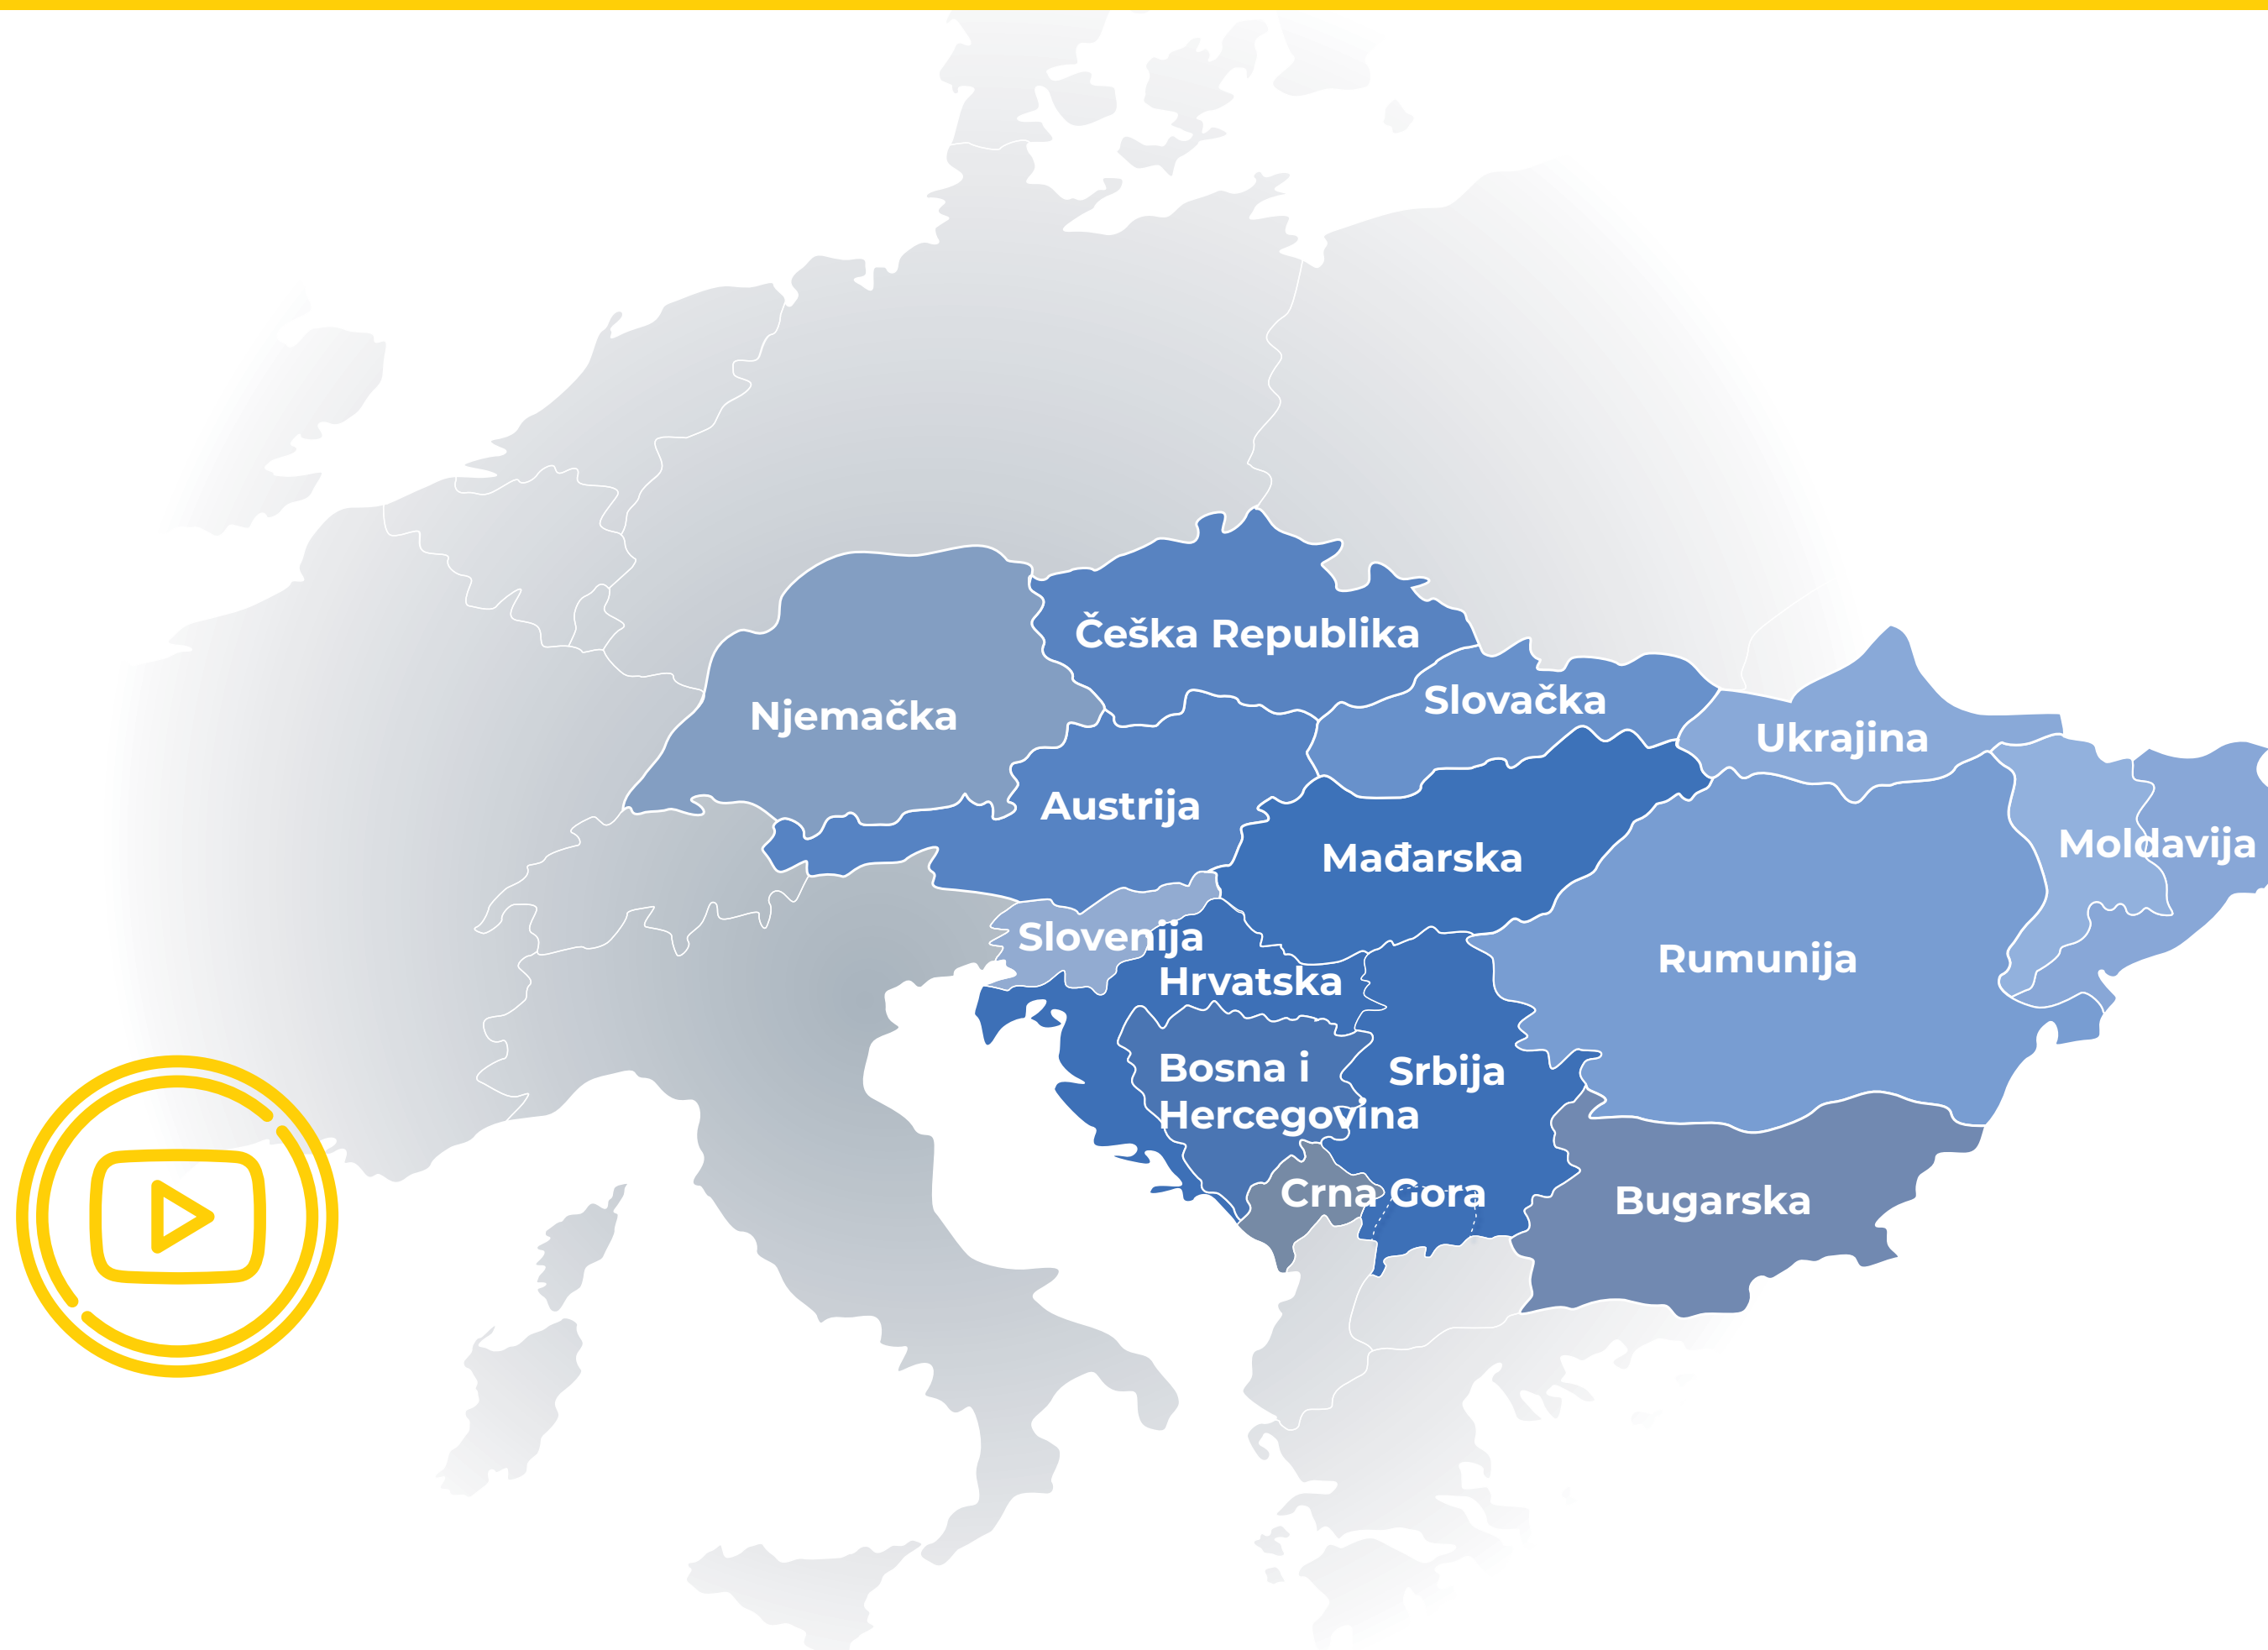 Češka Republika
Slovačka
Njemačka
Ukrajina
Austrija
Moldavija
Mađarska
Slovenija
Rumunija
Hrvatska
Bosna i
Hercegovina
Srbija
Crna Gora
Bugarska